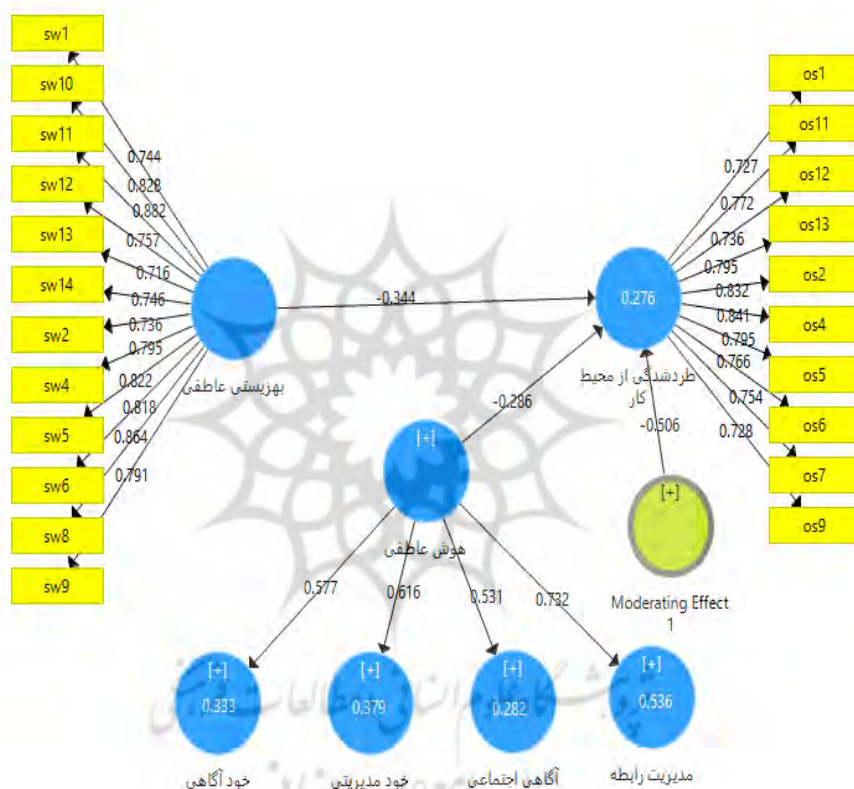 sw1
sw10
sw11
sw12
sw13
sw14
sw2
sw4
sw5
sw6
sw8
sw9
0.744
0.828
0.882
0.757
0.716
0.746
0.736
0.795
0.822
0.818
0.864
0.791
بهزیستی عاطفی
-0.344
0.276
طردشدگی از محیط
کار
os1
os11
os12
os13
os2
os4
os5
os6
os7
os9
0.727
0.772
0.736
0.795
0.832
0.841
0.795
0.766
0.754
0.728
-0.286
-0.506
[+]
هوش عاطفی
[+]
Moderating Effect
1
0.577
0.616
0.531
0.732
[+]
0.333
خود آگاهی
[+]
0.379
خود مدیریتی
[+]
0.282
آگاهی اجتماعی
[+]
0.536
مدیریت رابطه
پژوهشگاه علوم انسانی و مطالعات فرهنگی